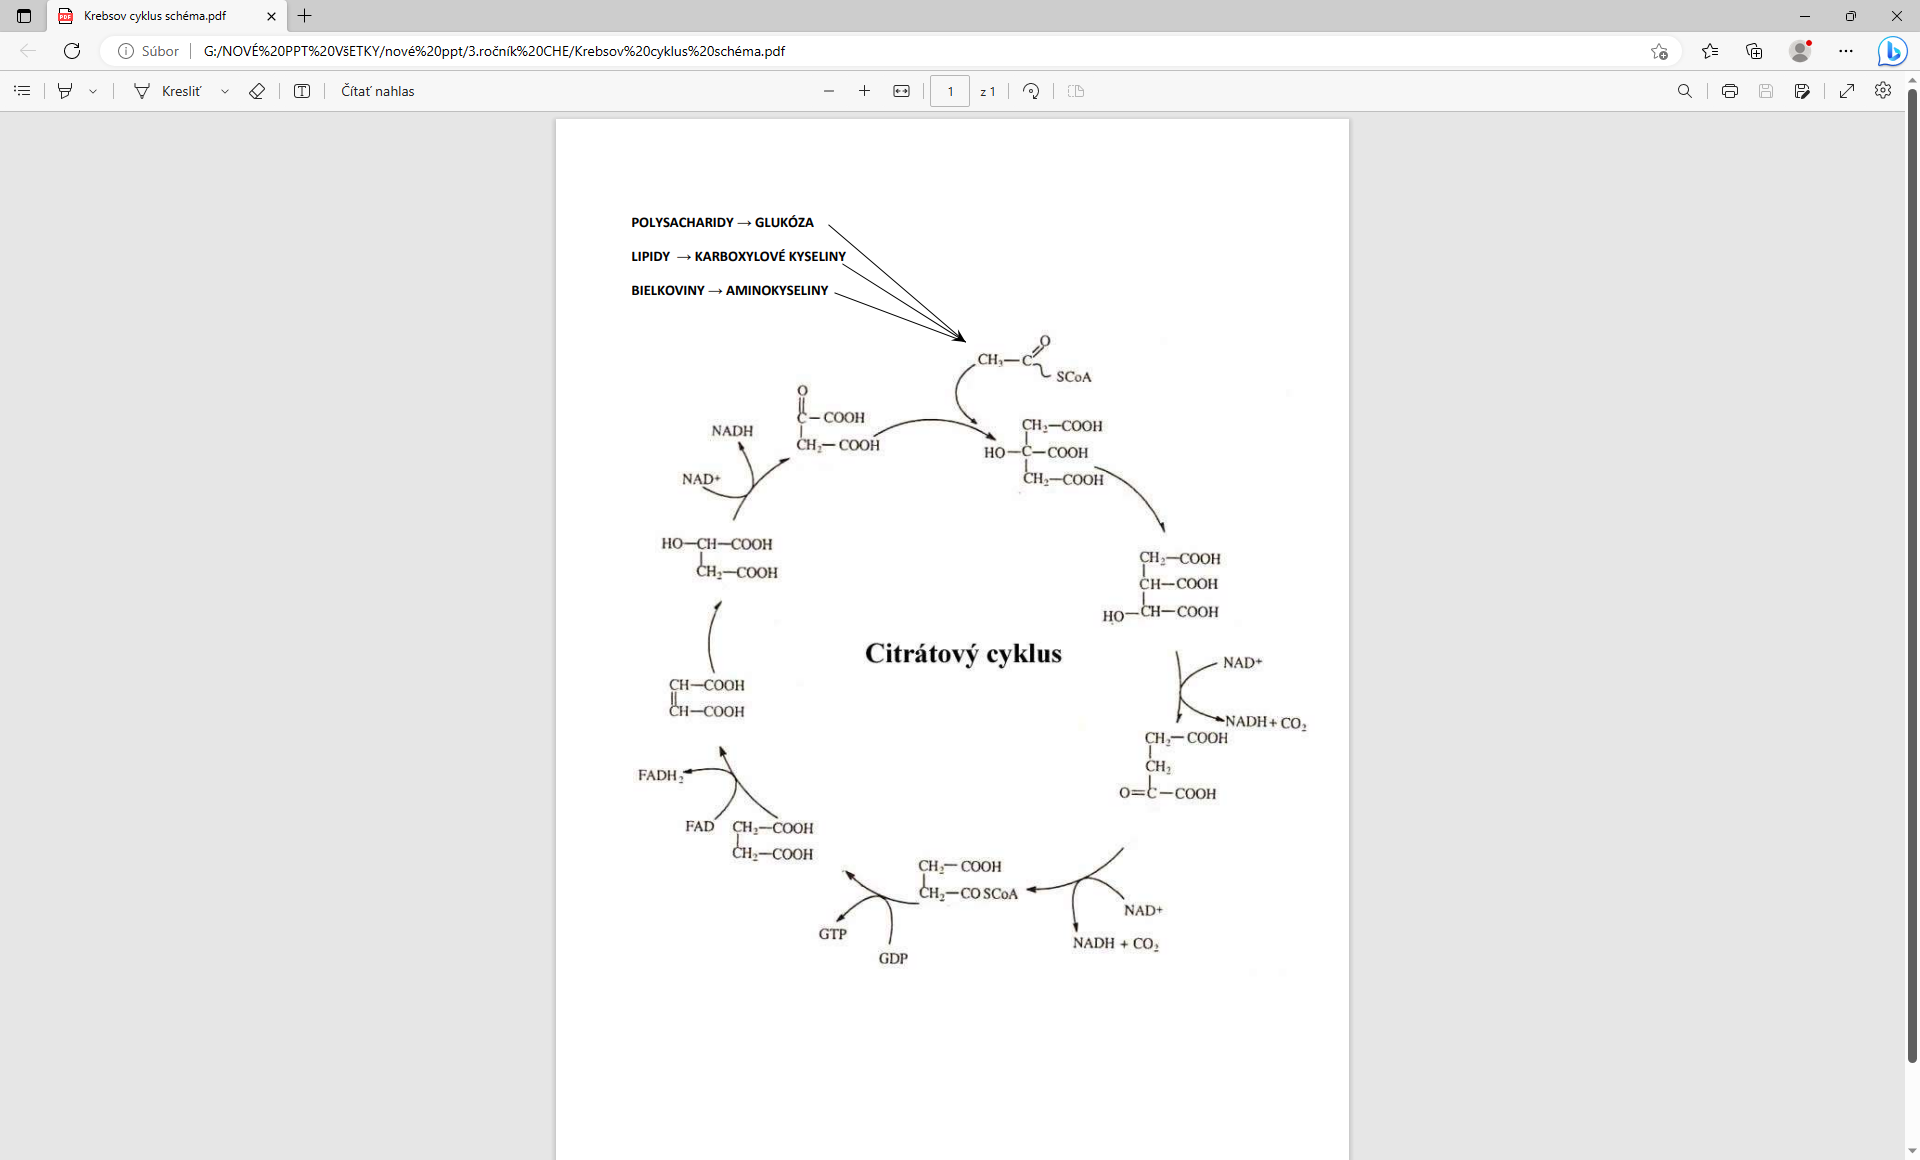 Krebsov cyklus schéma.pdf
Súbor
G:/NOVÉ%20PPT%20VšETKY/nové%20ppt/3.ročník%20CHE/Krebsov%20cyklus%20schéma.pdf
Kresliť
Čítať nahlas
1
z 1
POLYSACHARIDY → GLUKÓZA
LIPIDY → KARBOXYLOVÉ KYSELINY
BIELKOVINY → AMINOKYSELINY
O
CH₃—C
SCoA
O
C—COOH
CH₂—COOH
NADH
NAD+
CH₂—COOH
HO—C—COOH
CH₂—COOH
HO—CH—COOH
CH₂—COOH
CH₂—COOH
CH—COOH
HO—CH—COOH
Citrátový cyklus
NAD+
NADH + CO₂
CH—COOH
CH—COOH
CH₂—COOH
CH₂
O=C—COOH
FADH₂
FAD
CH₂—COOH
CH₂—COOH
CH₂—COOH
CH₂—COSCoA
NAD+
NADH + CO₂
GTP
GDP